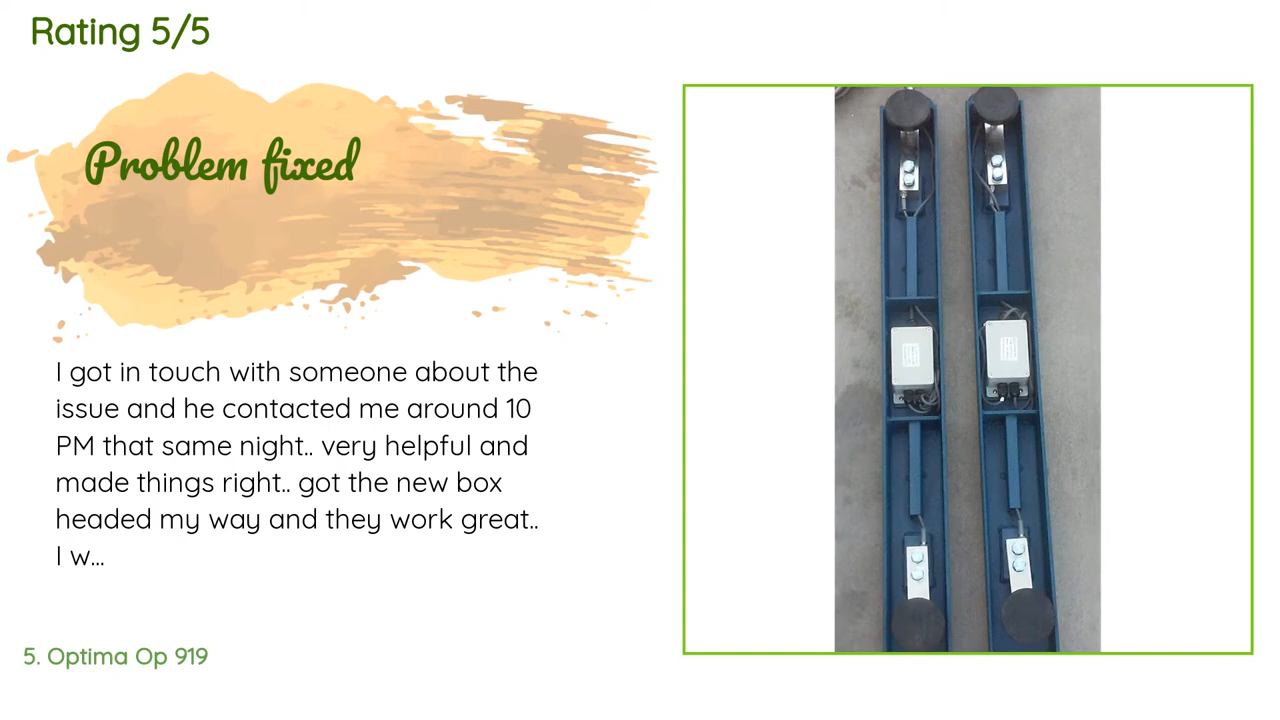 Rating 5/5
Problem fixed
I got in touch with someone about the
issue and he contacted me around 10
PM that same night.. very helpful and
made things right.. got the new box
headed my way and they work great..
I w...
5. Optima Op 919